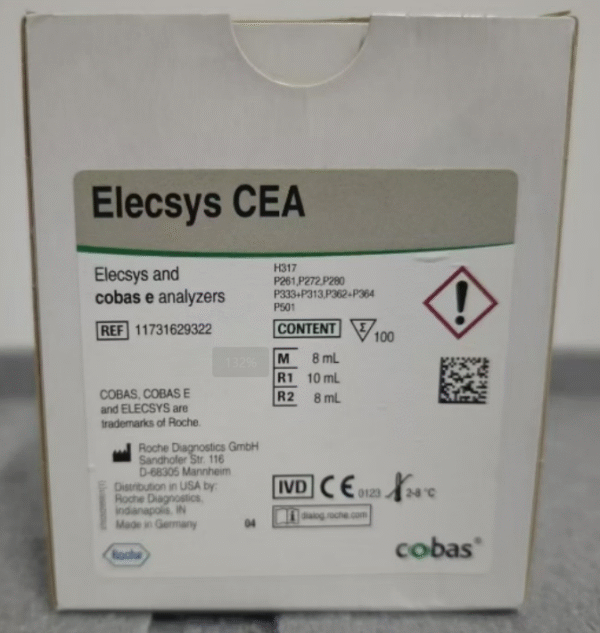 Elecsys CEA
Elecsys and
cobas e analyzers
REF 11731629322
H317
P261,P272,P280
P333+P313,P362+P364
P501
CONTENT Σ 100
132%
M 8 mL
R1 10 mL
R2 8 mL
COBAS, COBAS E
and ELECSYS are
trademarks of Roche.
Roche Diagnostics GmbH
Sandhofer Str. 116
D-68305 Mannheim
Distribution in USA by:
Roche Diagnostics,
Indianapolis, IN
Made in Germany 04
IVD CE 0123 2-8 °C
i dialog.roche.com
Roche
cobas®